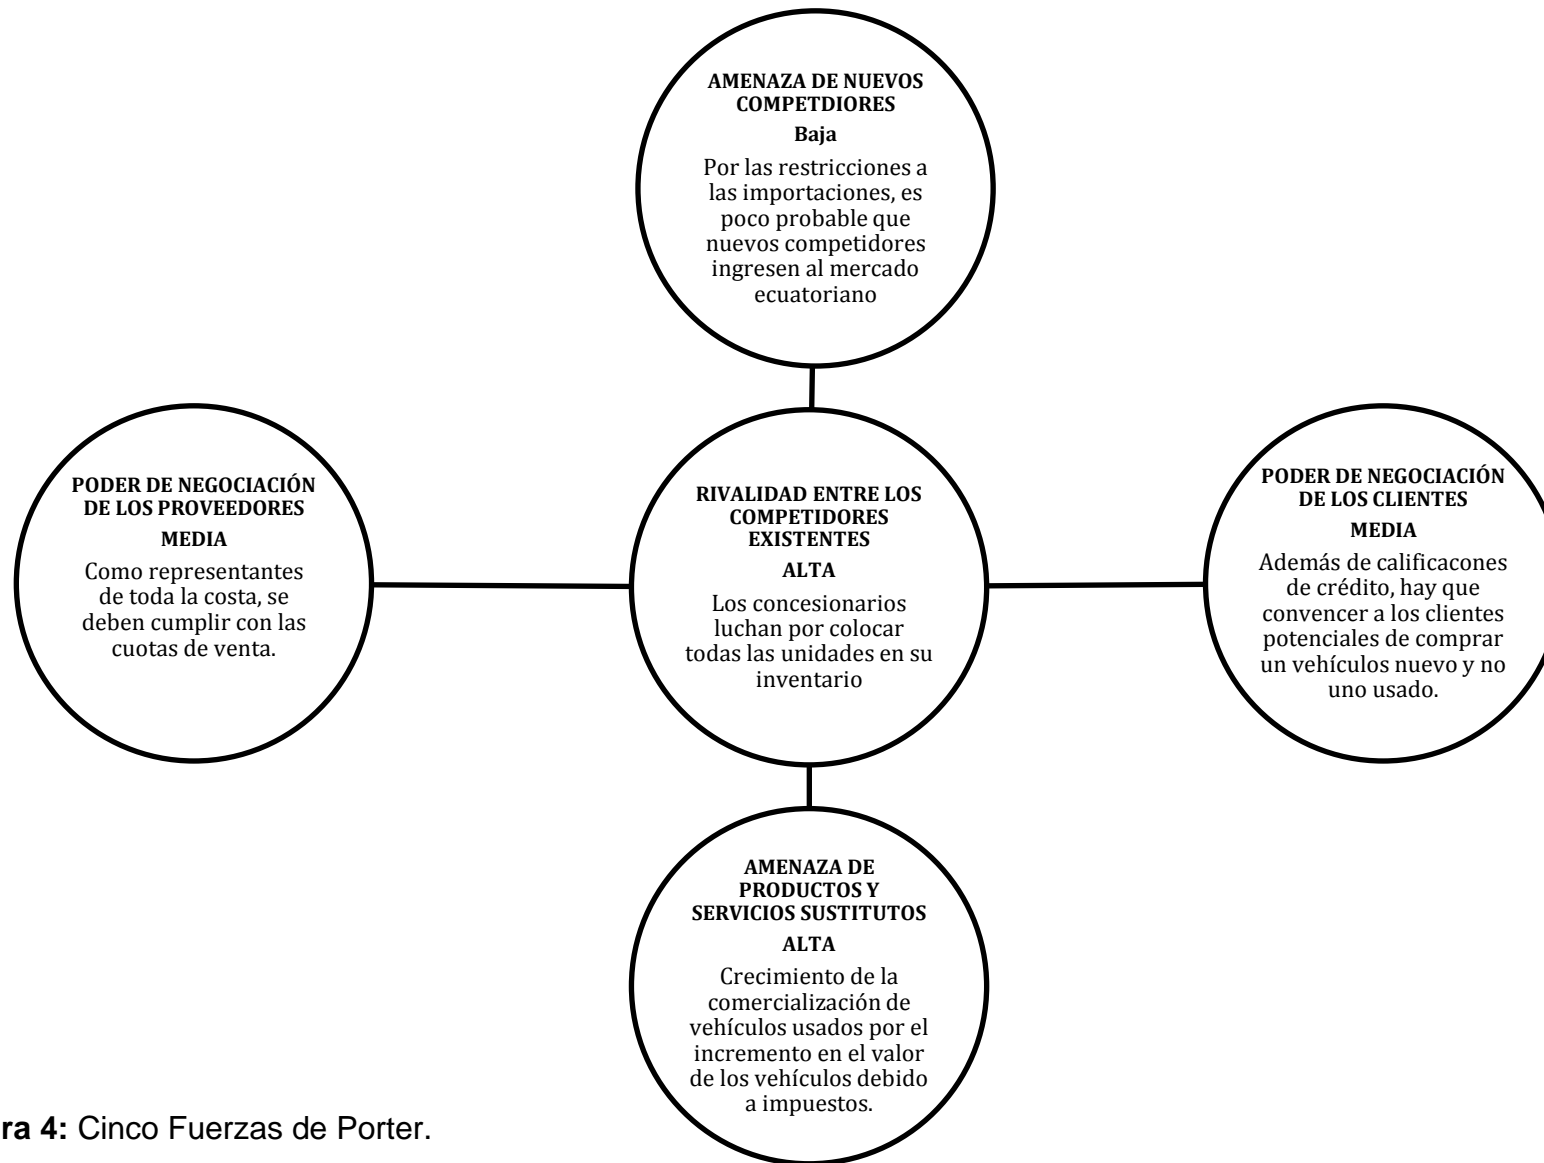 AMENAZA DE NUEVOS
COMPETDIORES
Baja
Por las restricciones a
las importaciones, es
poco probable que
nuevos competidores
ingresen al mercado
ecuatoriano
PODER DE NEGOCIACIÓN
DE LOS PROVEEDORES
MEDIA
Como representantes
de toda la costa, se
deben cumplir con las
cuotas de venta.
RIVALIDAD ENTRE LOS
COMPETIDORES
EXISTENTES
ALTA
Los concesionarios
luchan por colocar
todas las unidades en su
inventario
PODER DE NEGOCIACIÓN
DE LOS CLIENTES
MEDIA
Además de calificacones
de crédito, hay que
convencer a los clientes
potenciales de comprar
un vehículos nuevo y no
uno usado.
AMENAZA DE
PRODUCTOS Y
SERVICIOS SUSTITUTOS
ALTA
Crecimiento de la
comercialización de
vehículos usados por el
incremento en el valor
de los vehículos debido
a impuestos.
ra 4: Cinco Fuerzas de Porter.